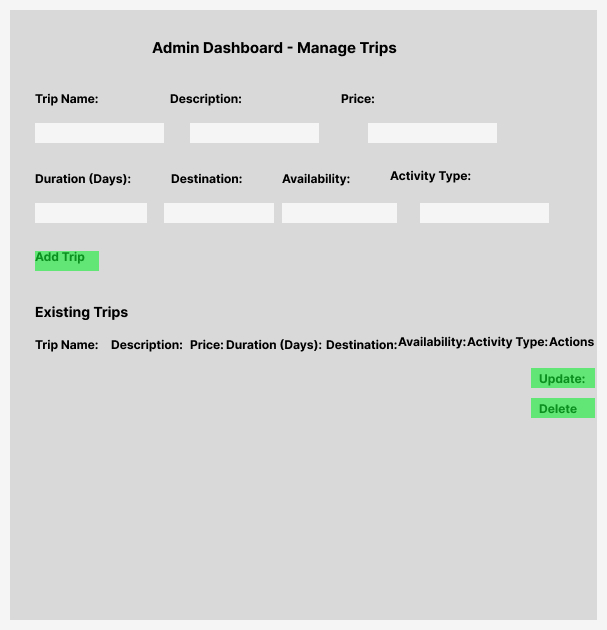 Admin Dashboard - Manage Trips
Trip Name: Description: Price:
Duration (Days): Destination: Availability: Activity Type:
Add Trip
Existing Trips
Trip Name: Description: Price: Duration (Days): Destination: Availability: Activity Type: Actions
Update:
Delete